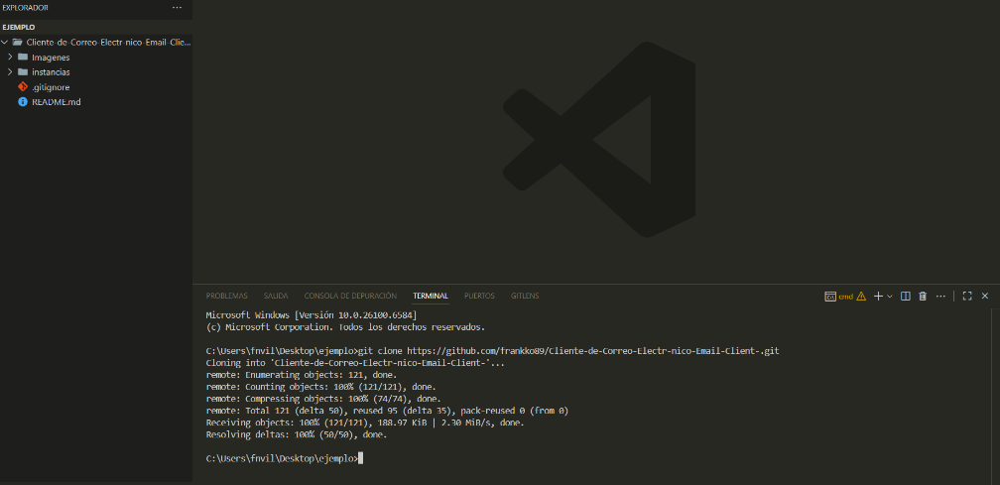 EXPLORADOR
EJEMPLO
Cliente-de-Correo-Electr-nico-Email-Clie...
Imagenes
instancias
.gitignore
README.md
PROBLEMAS SALIDA CONSOLA DE DEPURACIÓN TERMINAL PUERTOS GITLENS
cmd
Microsoft Windows [Versión 10.0.26100.6584]
(c) Microsoft Corporation. Todos los derechos reservados.
C:\Users\fnvil\Desktop\ejemplo>git clone https://github.com/frankko89/Cliente-de-Correo-Electr-nico-Email-Client-.git
Cloning into 'Cliente-de-Correo-Electr-nico-Email-Client-'...
remote: Enumerating objects: 121, done.
remote: Counting objects: 100% (121/121), done.
remote: Compressing objects: 100% (74/74), done.
remote: Total 121 (delta 50), reused 95 (delta 35), pack-reused 0 (from 0)
Receiving objects: 100% (121/121), 188.97 KiB | 2.30 MiB/s, done.
Resolving deltas: 100% (50/50), done.
C:\Users\fnvil\Desktop\ejemplo>